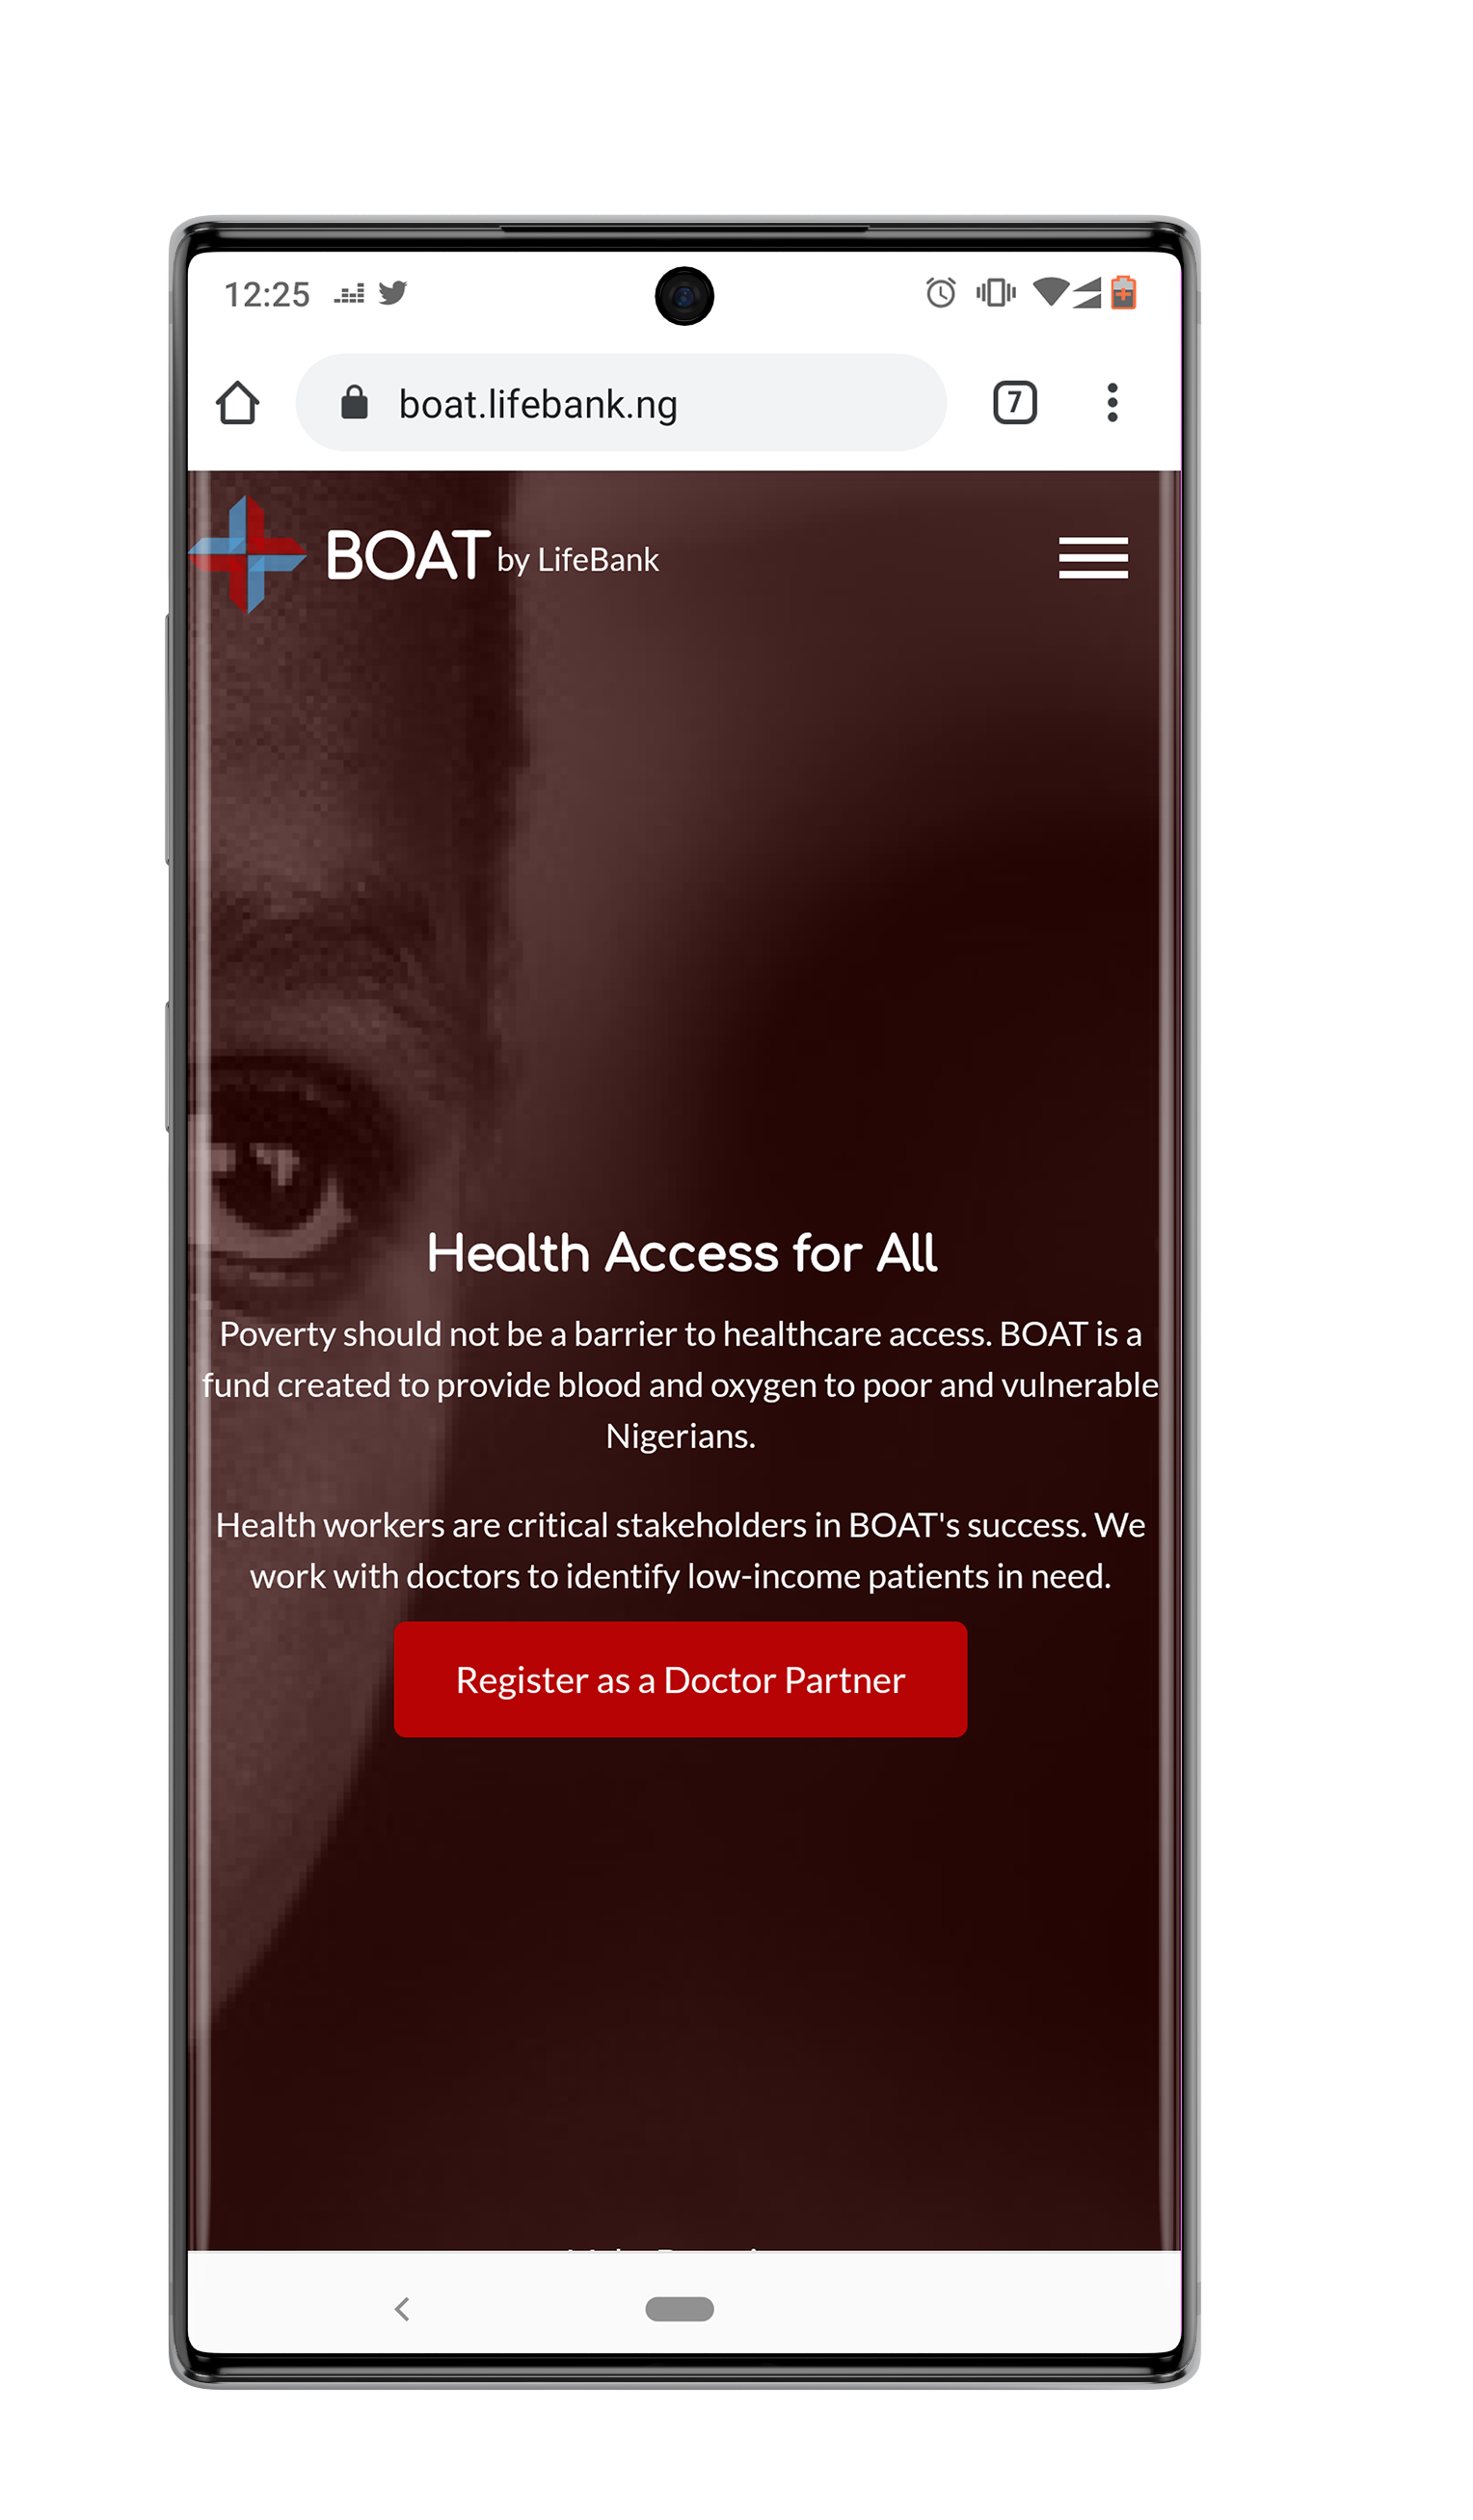 12:25
boat.lifebank.ng
7
BOAT by LifeBank
Health Access for All
Poverty should not be a barrier to healthcare access. BOAT is a
fund created to provide blood and oxygen to poor and vulnerable
Nigerians.
Health workers are critical stakeholders in BOAT's success. We
work with doctors to identify low-income patients in need.
Register as a Doctor Partner